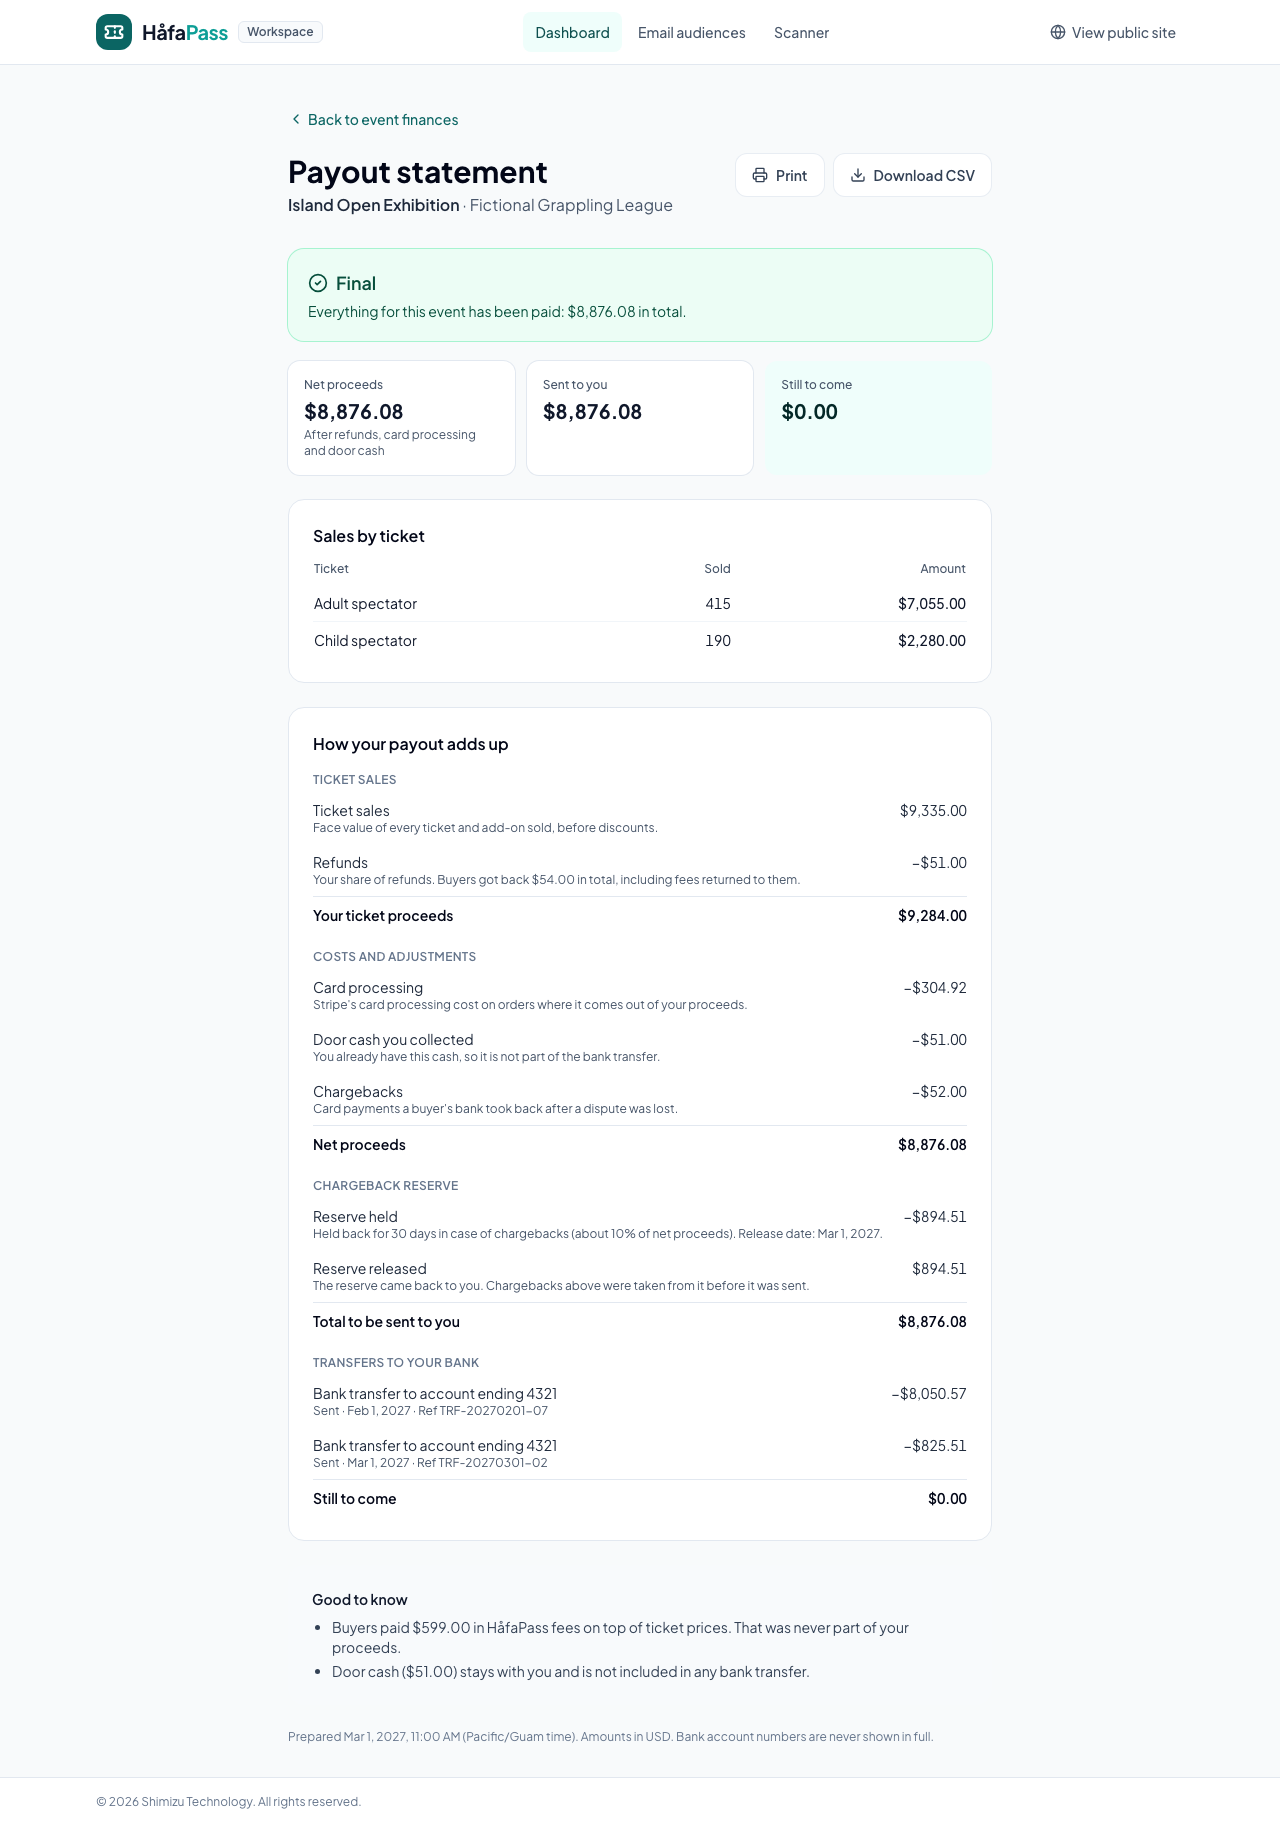 HåfaPass Workspace Dashboard Email audiences Scanner View public site
Back to event finances
Payout statement
Print Download CSV
Island Open Exhibition · Fictional Grappling League
Final
Everything for this event has been paid: $8,876.08 in total.
Net proceeds
$8,876.08
After refunds, card processing
and door cash
Sent to you
$8,876.08
Still to come
$0.00
Sales by ticket
Ticket Sold Amount
Adult spectator 415 $7,055.00
Child spectator 190 $2,280.00
How your payout adds up
TICKET SALES
Ticket sales $9,335.00
Face value of every ticket and add-on sold, before discounts.
Refunds –$51.00
Your share of refunds. Buyers got back $54.00 in total, including fees returned to them.
Your ticket proceeds $9,284.00
COSTS AND ADJUSTMENTS
Card processing –$304.92
Stripe's card processing cost on orders where it comes out of your proceeds.
Door cash you collected –$51.00
You already have this cash, so it is not part of the bank transfer.
Chargebacks –$52.00
Card payments a buyer's bank took back after a dispute was lost.
Net proceeds $8,876.08
CHARGEBACK RESERVE
Reserve held –$894.51
Held back for 30 days in case of chargebacks (about 10% of net proceeds). Release date: Mar 1, 2027.
Reserve released $894.51
The reserve came back to you. Chargebacks above were taken from it before it was sent.
Total to be sent to you $8,876.08
TRANSFERS TO YOUR BANK
Bank transfer to account ending 4321 –$8,050.57
Sent · Feb 1, 2027 · Ref TRF-20270201-07
Bank transfer to account ending 4321 –$825.51
Sent · Mar 1, 2027 · Ref TRF-20270301-02
Still to come $0.00
Good to know
• Buyers paid $599.00 in HåfaPass fees on top of ticket prices. That was never part of your
proceeds.
• Door cash ($51.00) stays with you and is not included in any bank transfer.
Prepared Mar 1, 2027, 11:00 AM (Pacific/Guam time). Amounts in USD. Bank account numbers are never shown in full.
© 2026 Shimizu Technology. All rights reserved.